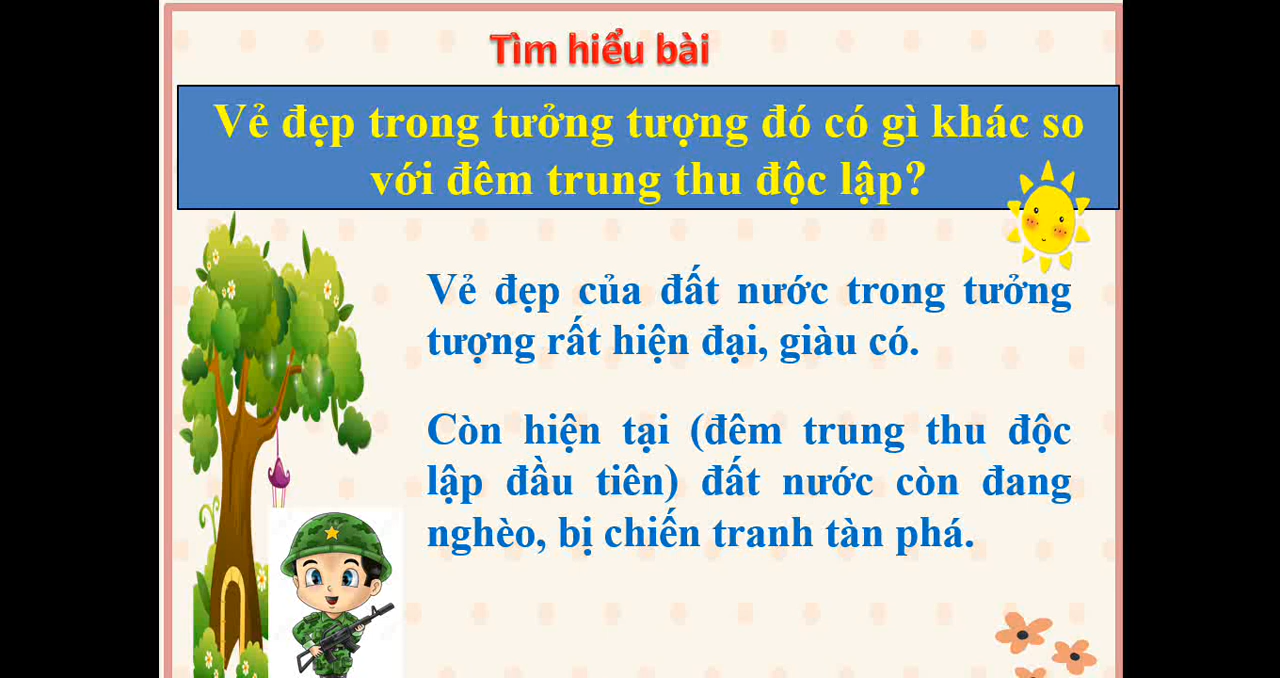 Tìm hiểu bài
Vẻ đẹp trong tưởng tượng đó có gì khác so
với đêm trung thu độc lập?
Vẻ đẹp của đất nước trong tưởng
tượng rất hiện đại, giàu có.
Còn hiện tại (đêm trung thu độc
lập đầu tiên) đất nước còn đang
nghèo, bị chiến tranh tàn phá.